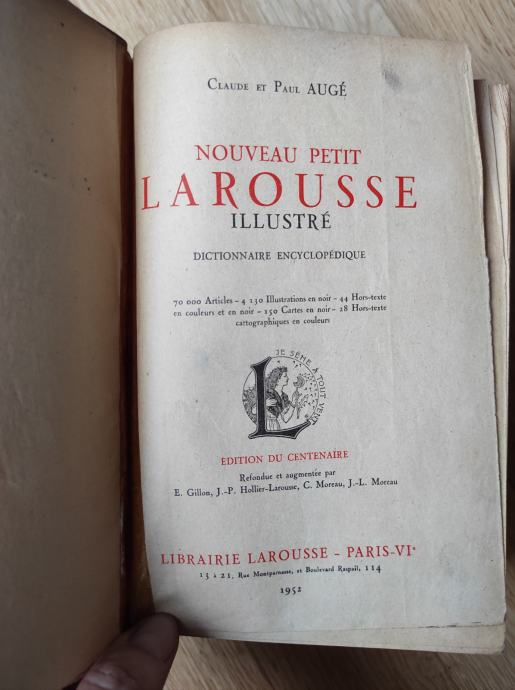 Claude et Paul AUGÉ
NOUVEAU PETIT
LAROUSSE
ILLUSTRÉ
DICTIONNAIRE ENCYCLOPÉDIQUE
70 000 Articles - 4 130 Illustrations en noir - 44 Hors-texte
en couleurs et en noir - 150 Cartes en noir - 28 Hors-texte
cartographiques en couleurs
JE SÈME À TOUT VENT
L
EDITION DU CENTENAIRE
Refondue et augmentée par
E. Gillon, J.-P. Hollier-Larousse, C. Moreau, J.-L. Moreau
LIBRAIRIE LAROUSSE - PARIS-VIe
13 à 21, Rue Montparnasse, et Boulevard Raspail, 114
1952